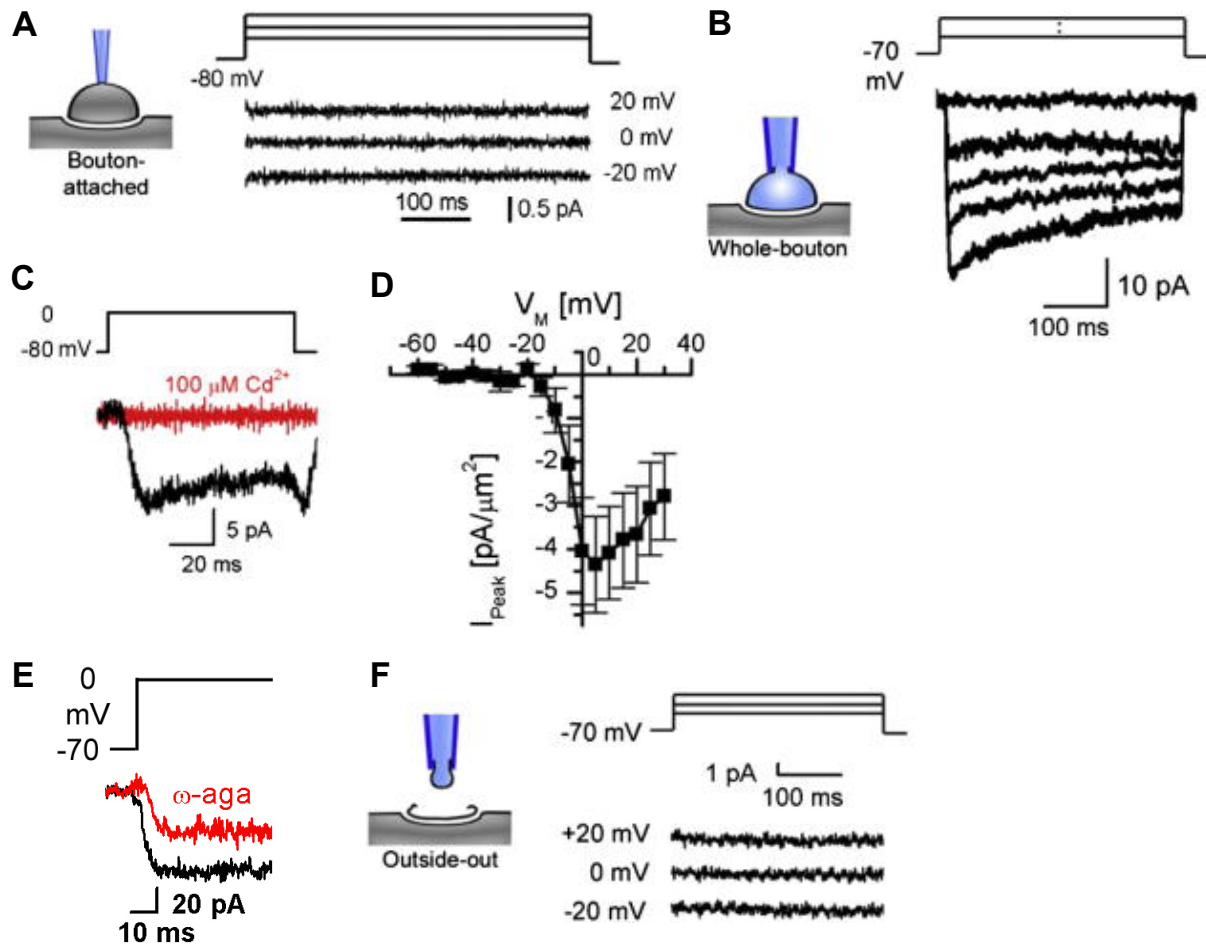 A
-80 mV
20 mV
0 mV
-20 mV
Bouton-
attached
100 ms
0.5 pA
B
-70
mV
Whole-bouton
10 pA
100 ms
C
0
-80 mV
100 μM Cd²⁺
5 pA
20 ms
D
V_M [mV]
-60 -40 -20 0 20 40
-
-2
-3
-4
-5
I_Peak [pA/μm²]
E
0
mV
-70
ω-aga
20 pA
10 ms
F
-70 mV
1 pA
100 ms
Outside-out
+20 mV
0 mV
-20 mV